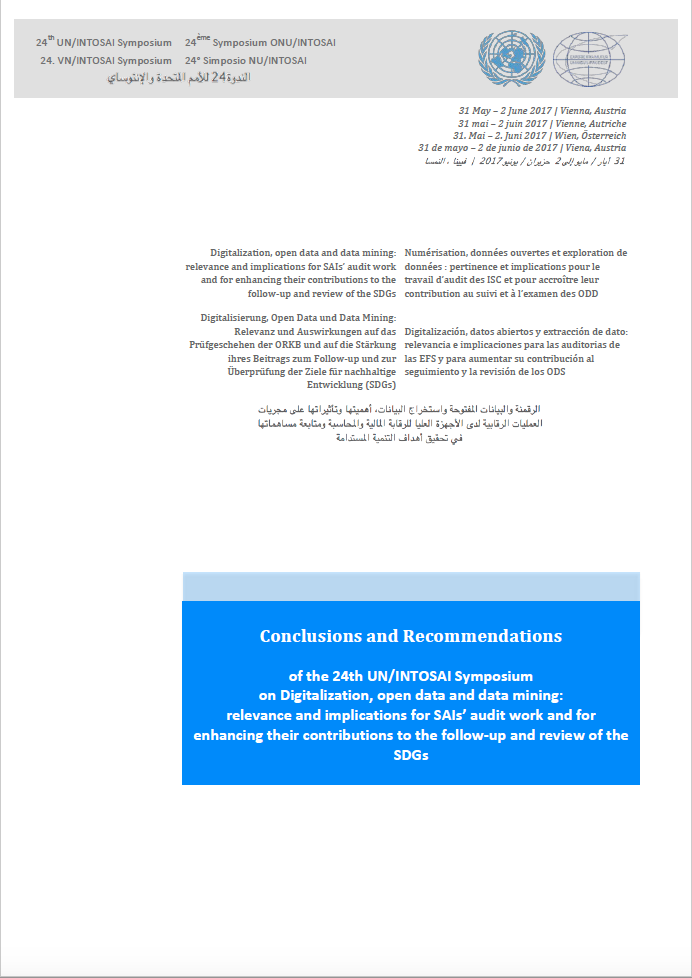 24th UN/INTOSAI Symposium 24ème Symposium ONU/INTOSAI
24. VN/INTOSAI Symposium 24° Simposio NU/INTOSAI
الندوة 24 للأمم المتحدة والإنتوساي
31 May – 2 June 2017 | Vienna, Austria
31 mai – 2 juin 2017 | Vienne, Autriche
31. Mai – 2. Juni 2017 | Wien, Österreich
31 de mayo – 2 de junio de 2017 | Viena, Austria
31 أيار / مايو إلى 2 حزيران / يونيو 2017 | فيينا ، النمسا
Digitalization, open data and data mining:
relevance and implications for SAIs’ audit work
and for enhancing their contributions to the
follow-up and review of the SDGs
Numérisation, données ouvertes et exploration de
données : pertinence et implications pour le
travail d’audit des ISC et pour accroître leur
contribution au suivi et à l’examen des ODD
Digitalisierung, Open Data und Data Mining:
Relevanz und Auswirkungen auf das
Prüfgeschehen der ORKB und auf die Stärkung
ihres Beitrags zum Follow-up und zur
Überprüfung der Ziele für nachhaltige
Entwicklung (SDGs)
Digitalización, datos abiertos y extracción de dato:
relevancia e implicaciones para las auditorias de
las EFS y para aumentar su contribución al
seguimiento y la revisión de los ODS
الرقمنة والبيانات المفتوحة واستخراج البيانات، أهميتها وتأثيراتها على مجريات
العمليات الرقابية لدى الأجهزة العليا للرقابة المالية والمحاسبة ومتابعة مساهماتها
في تحقيق أهداف التنمية المستدامة
Conclusions and Recommendations
of the 24th UN/INTOSAI Symposium
on Digitalization, open data and data mining:
relevance and implications for SAIs’ audit work and for
enhancing their contributions to the follow-up and review of the
SDGs